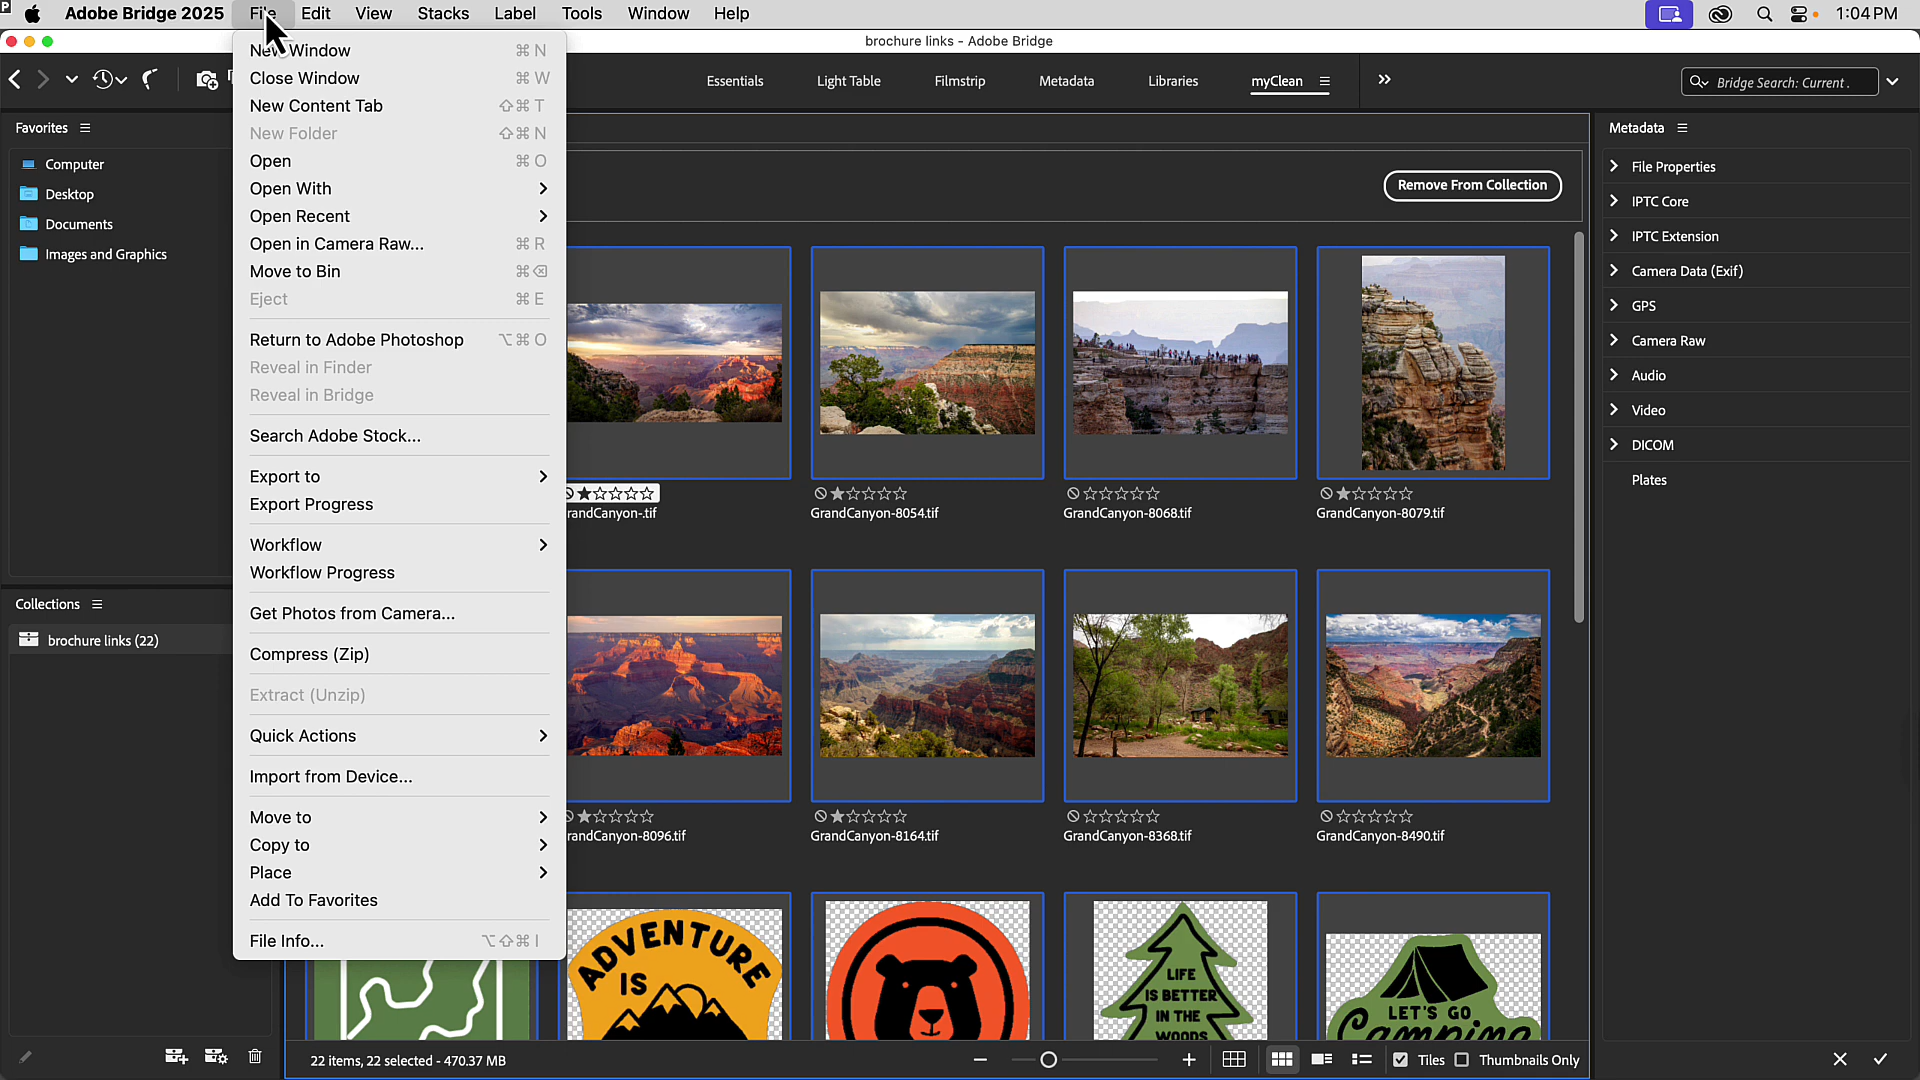 Adobe Bridge 2025 File Edit View Stacks Label Tools Window Help 1:04 PM
brochure links - Adobe Bridge
Essentials Light Table Filmstrip Metadata Libraries myClean Bridge Search: Current .
New Window ⌘ N
Close Window ⌘ W
New Content Tab ⇧⌘ T
New Folder ⇧⌘ N
Open ⌘ O
Open With
Open Recent
Open in Camera Raw... ⌘ R
Move to Bin ⌘⌫
Eject ⌘ E
Return to Adobe Photoshop ⌥⌘ O
Reveal in Finder
Reveal in Bridge
Search Adobe Stock...
Export to
Export Progress
Workflow
Workflow Progress
Get Photos from Camera...
Compress (Zip)
Extract (Unzip)
Quick Actions
Import from Device...
Move to
Copy to
Place
Add To Favorites
File Info... ⌥⇧⌘ I
Favorites
Computer
Desktop
Documents
Images and Graphics
Collections
brochure links (22)
Remove From Collection
randCanyon-.tif
GrandCanyon-8054.tif
GrandCanyon-8068.tif
GrandCanyon-8079.tif
randCanyon-8096.tif
GrandCanyon-8164.tif
GrandCanyon-8368.tif
GrandCanyon-8490.tif
ADVENTURE
IS
LIFE
IS BETTER
IN THE
WOODS
LET'S GO
Camping
22 items, 22 selected - 470.37 MB
Tiles Thumbnails Only
Metadata
File Properties
IPTC Core
IPTC Extension
Camera Data (Exif)
GPS
Camera Raw
Audio
Video
DICOM
Plates